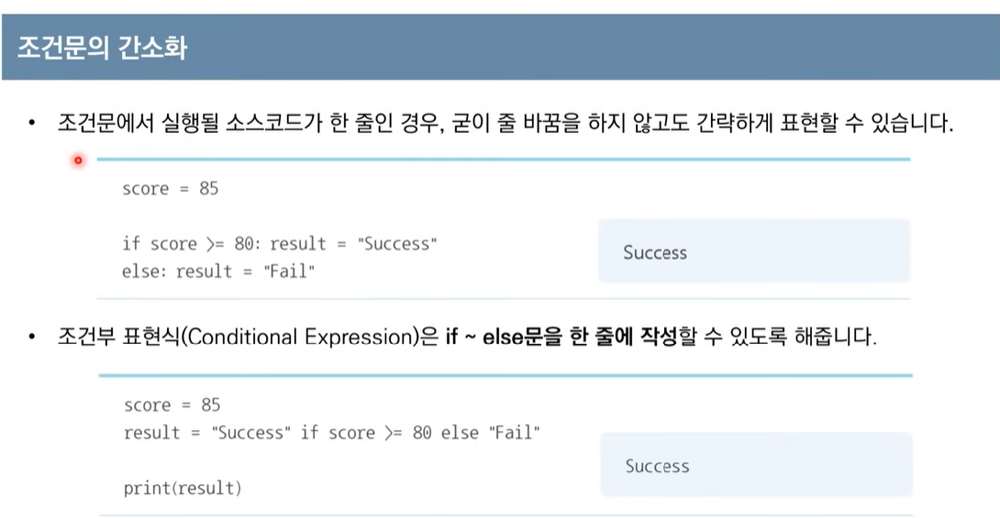 조건문의 간소화
• 조건문에서 실행될 소스코드가 한 줄인 경우, 굳이 줄 바꿈을 하지 않고도 간략하게 표현할 수 있습니다.
score = 85
if score >= 80: result = "Success"
else: result = "Fail"
Success
• 조건부 표현식(Conditional Expression)은 if ~ else문을 한 줄에 작성할 수 있도록 해줍니다.
score = 85
result = "Success" if score >= 80 else "Fail"
print(result)
Success